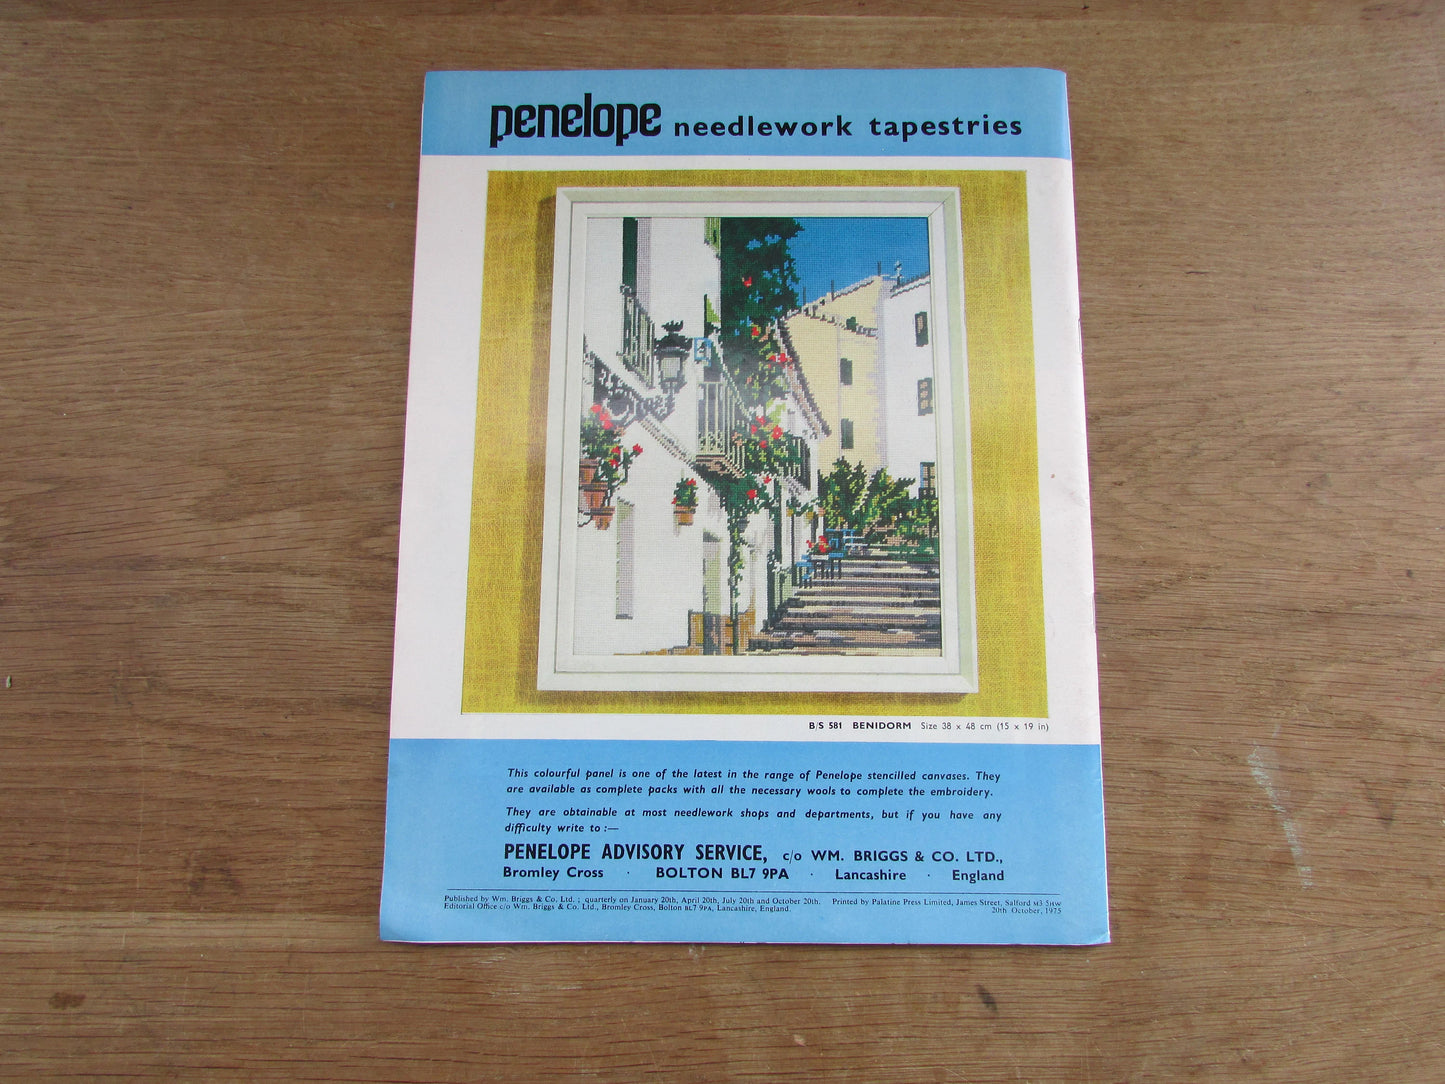 penelope needlework tapestries
B/S 581 BENIDORM Size 38 x 48 cm (15 x 19 in)
This colourful panel is one of the latest in the range of Penelope stencilled canvases. They
are available as complete packs with all the necessary wools to complete the embroidery.
They are obtainable at most needlework shops and departments, but if you have any
difficulty write to :—
PENELOPE ADVISORY SERVICE, c/o WM. BRIGGS & CO. LTD.,
Bromley Cross · BOLTON BL7 9PA · Lancashire · England
Published by Wm. Briggs & Co. Ltd. ; quarterly on January 20th, April 20th, July 20th and October 20th. Printed by Palatine Press Limited, James Street, Salford M3 5HW
Editorial Office c/o Wm. Briggs & Co. Ltd., Bromley Cross, Bolton BL7 9PA, Lancashire, England. 20th October, 1975